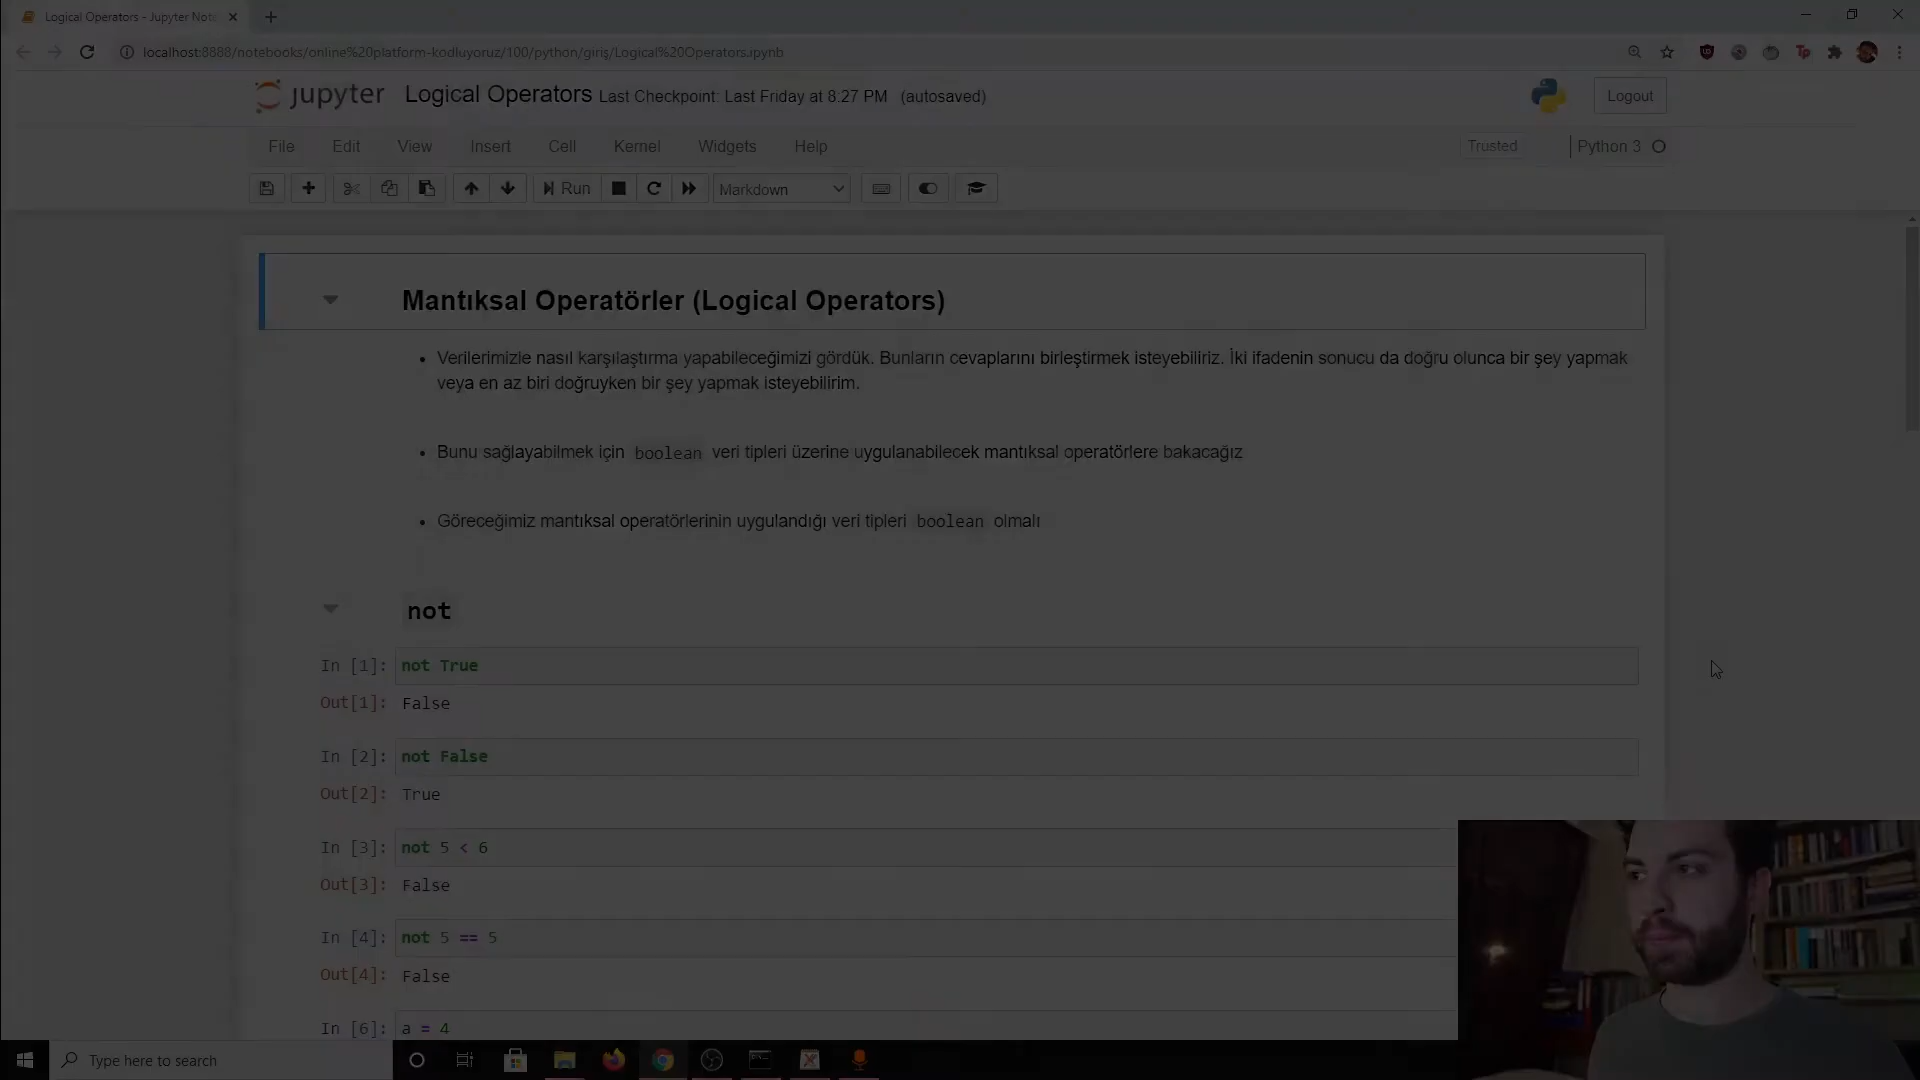 Logical Operators - Jupyter Note
localhost:8888/notebooks/online%20platform-kodluyoruz/100/python/giriş/Logical%20Operators.ipynb
jupyter Logical Operators Last Checkpoint: Last Friday at 8:27 PM (autosaved)
Logout
File Edit View Insert Cell Kernel Widgets Help
Trusted Python 3
Run Markdown
Mantıksal Operatörler (Logical Operators)
• Verilerimizle nasıl karşılaştırma yapabileceğimizi gördük. Bunların cevaplarını birleştirmek isteyebiliriz. İki ifadenin sonucu da doğru olunca bir şey yapmak
veya en az biri doğruyken bir şey yapmak isteyebilirim.
• Bunu sağlayabilmek için boolean veri tipleri üzerine uygulanabilecek mantıksal operatörlere bakacağız
• Göreceğimiz mantıksal operatörlerinin uygulandığı veri tipleri boolean olmalı
not
In [1]: not True
Out[1]: False
In [2]: not False
Out[2]: True
In [3]: not 5 < 6
Out[3]: False
In [4]: not 5 == 5
Out[4]: False
In [6]: a = 4
Type here to search